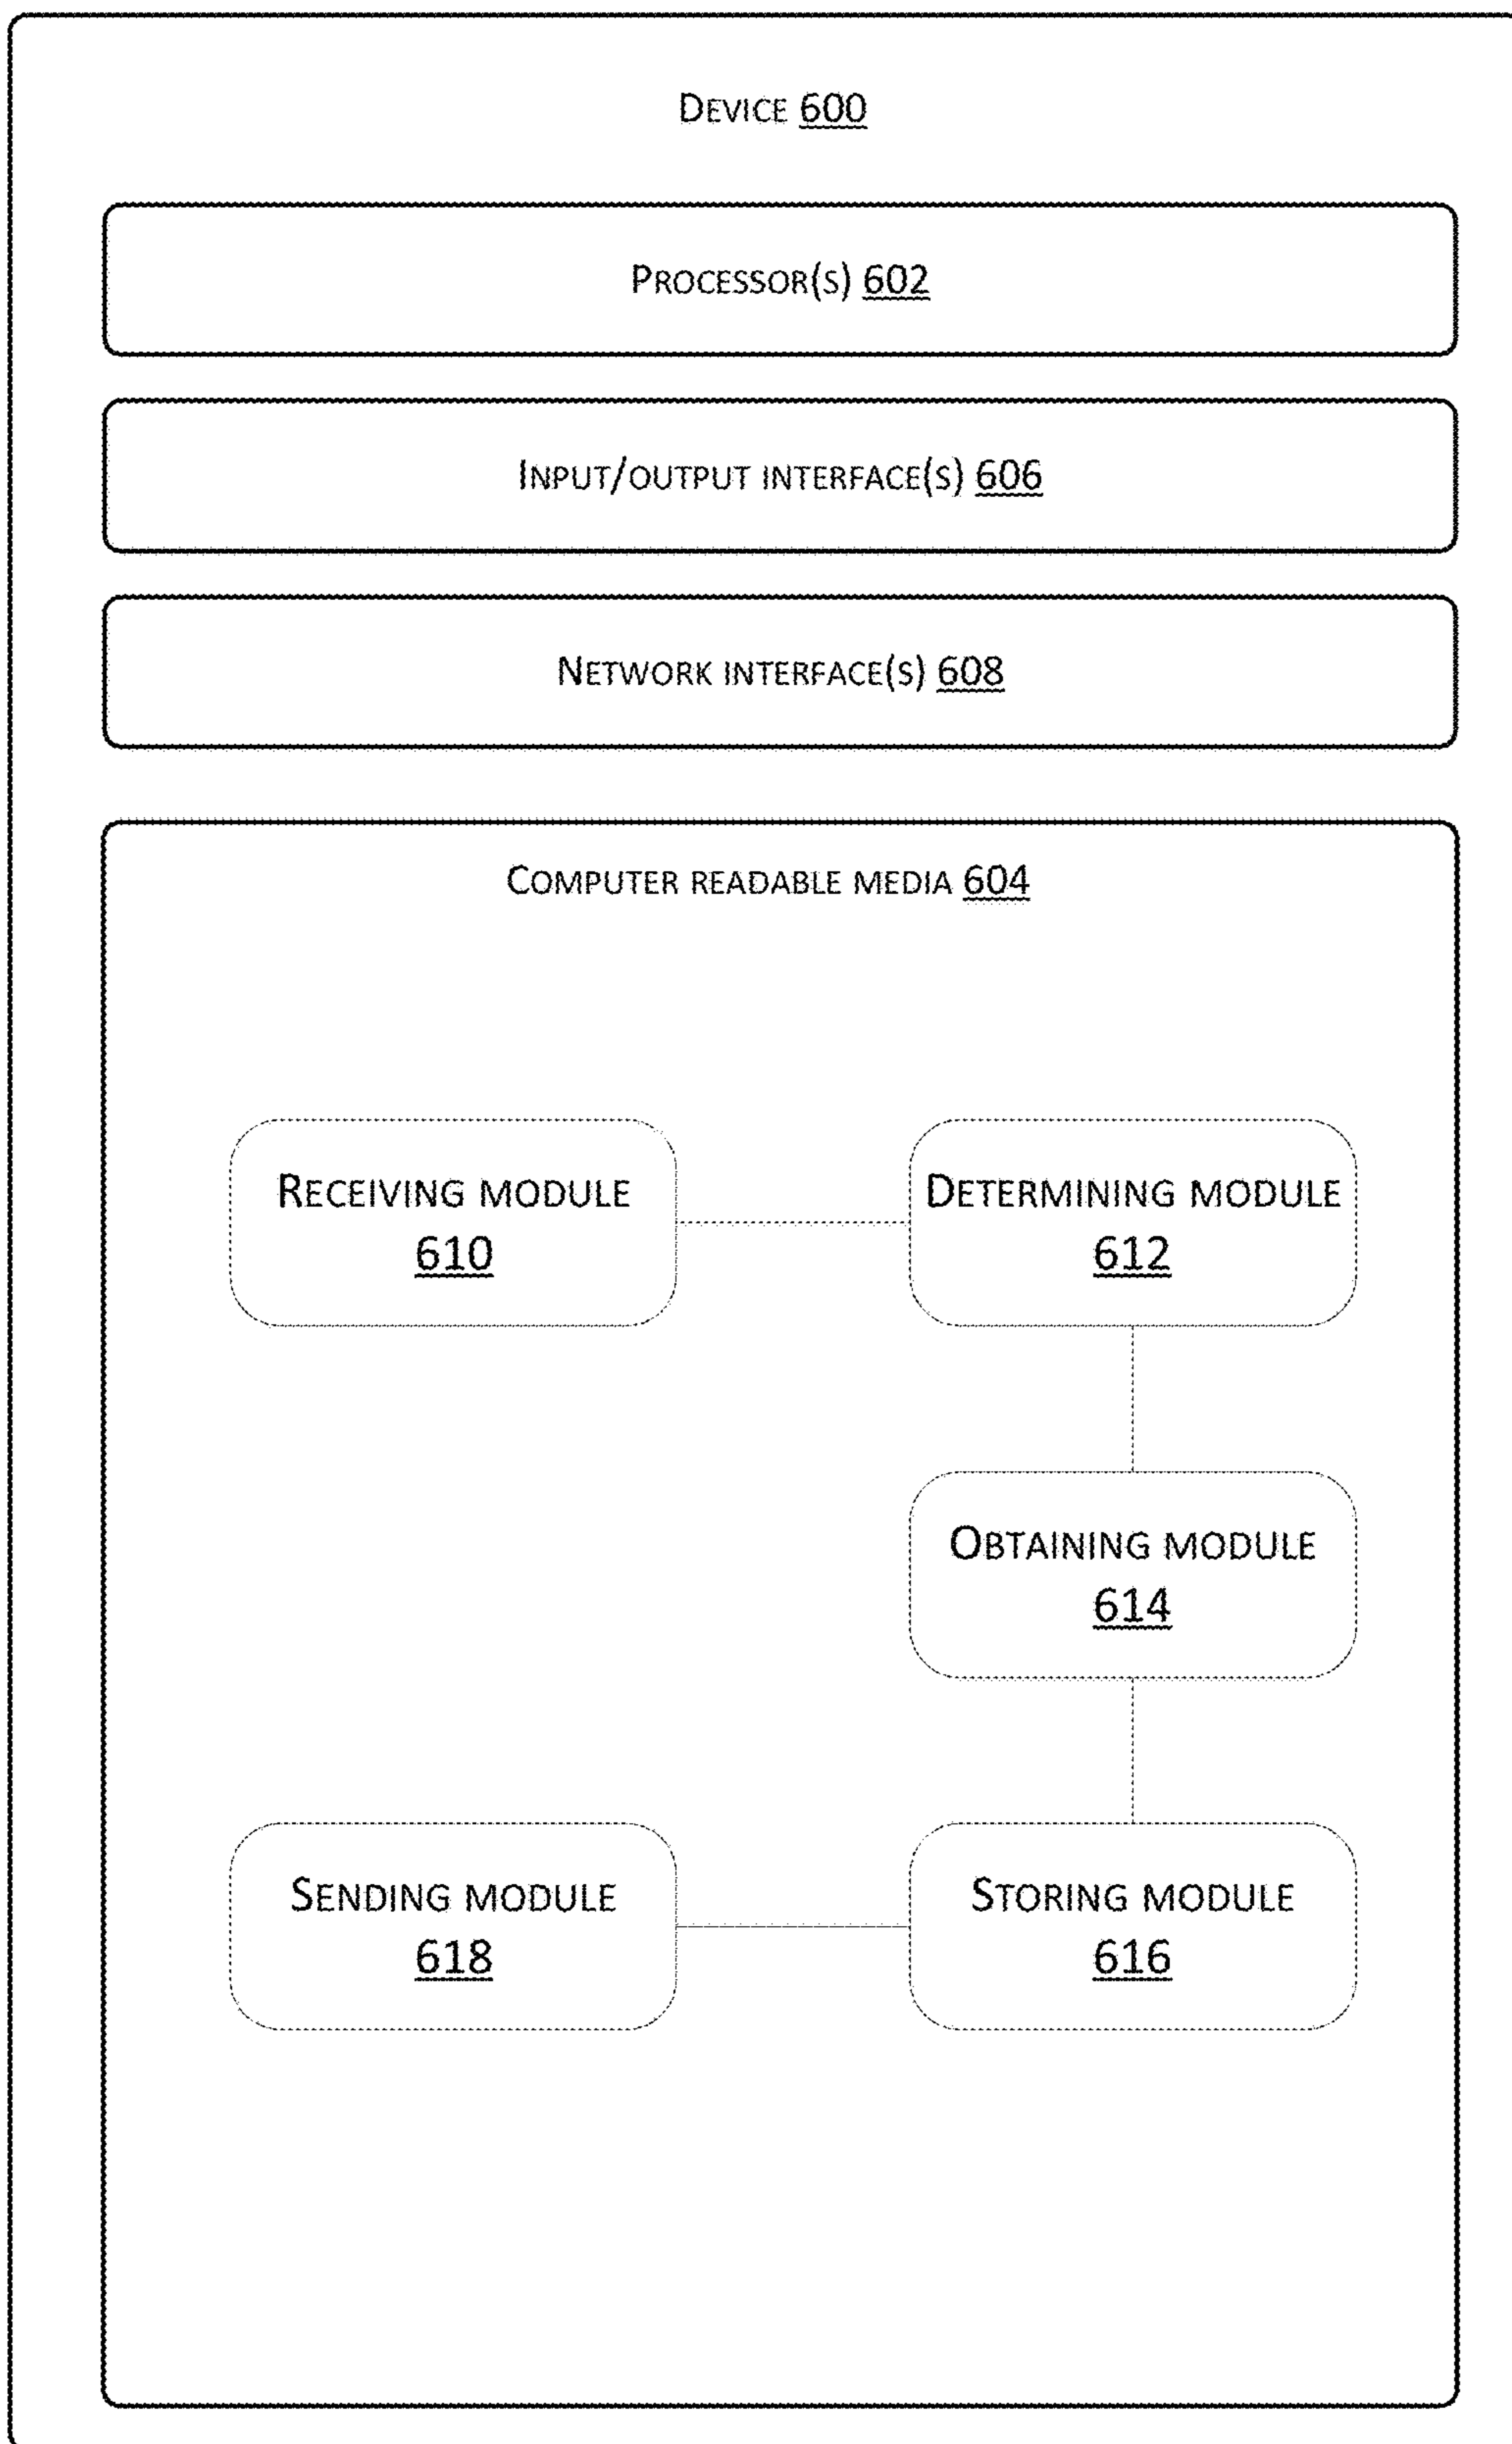 DEVICE 600
PROCESSOR(S) 602
INPUT/OUTPUT INTERFACE(S) 606
NETWORK INTERFACE(S) 608
COMPUTER READABLE MEDIA 604
RECEIVING MODULE
610
DETERMINING MODULE
612
OBTAINING MODULE
614
SENDING MODULE
618
STORING MODULE
616